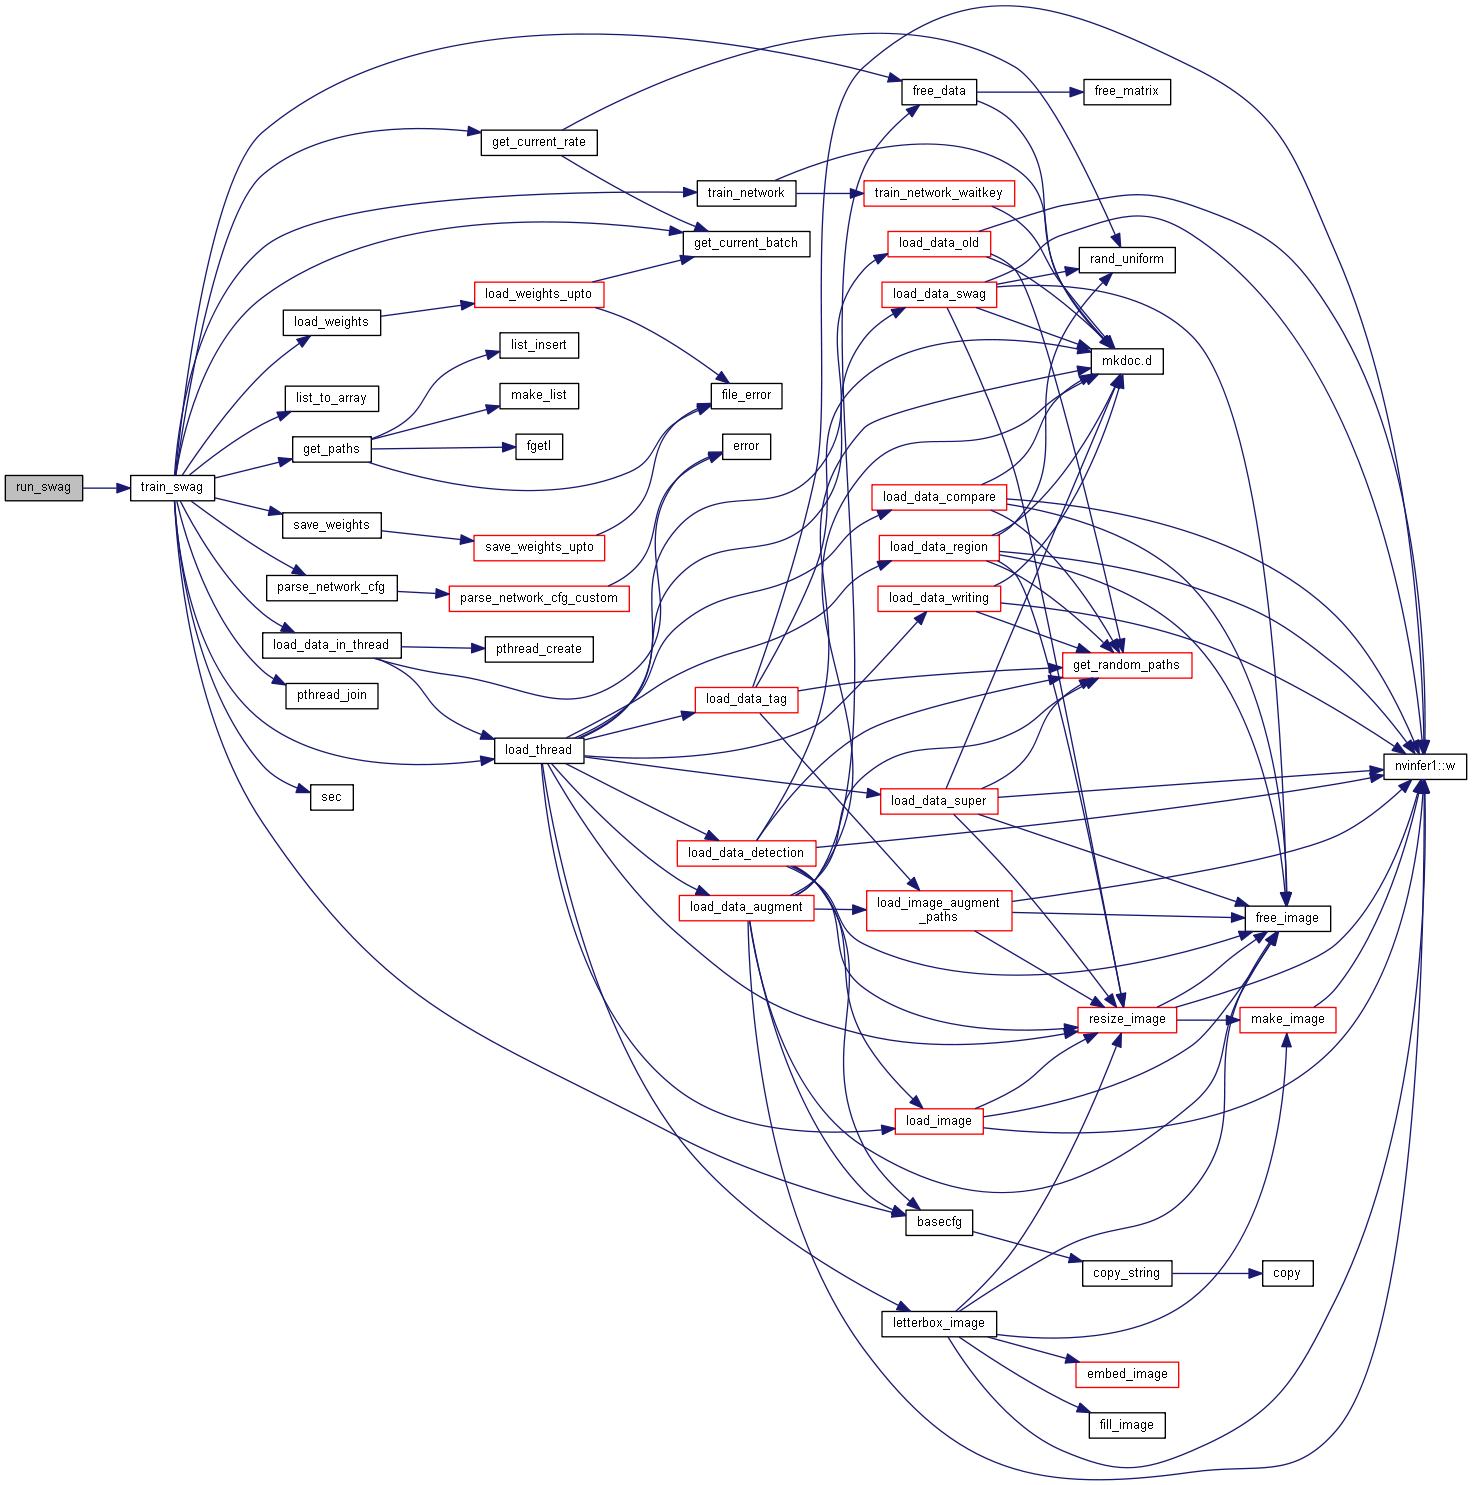 run_swag
train_swag
get_current_rate
load_weights
list_to_array
get_paths
save_weights
parse_network_cfg
load_data_in_thread
pthread_join
sec
load_weights_upto
list_insert
make_list
fgetl
save_weights_upto
parse_network_cfg_custom
pthread_create
load_thread
train_network
get_current_batch
file_error
error
load_data_tag
load_data_detection
load_data_augment
free_data
train_network_waitkey
load_data_old
load_data_swag
load_data_compare
load_data_region
load_data_writing
load_data_super
load_image_augment
_paths
load_image
basecfg
letterbox_image
free_matrix
rand_uniform
mkdoc.d
get_random_paths
resize_image
copy_string
embed_image
fill_image
free_image
make_image
copy
nvinfer1::w